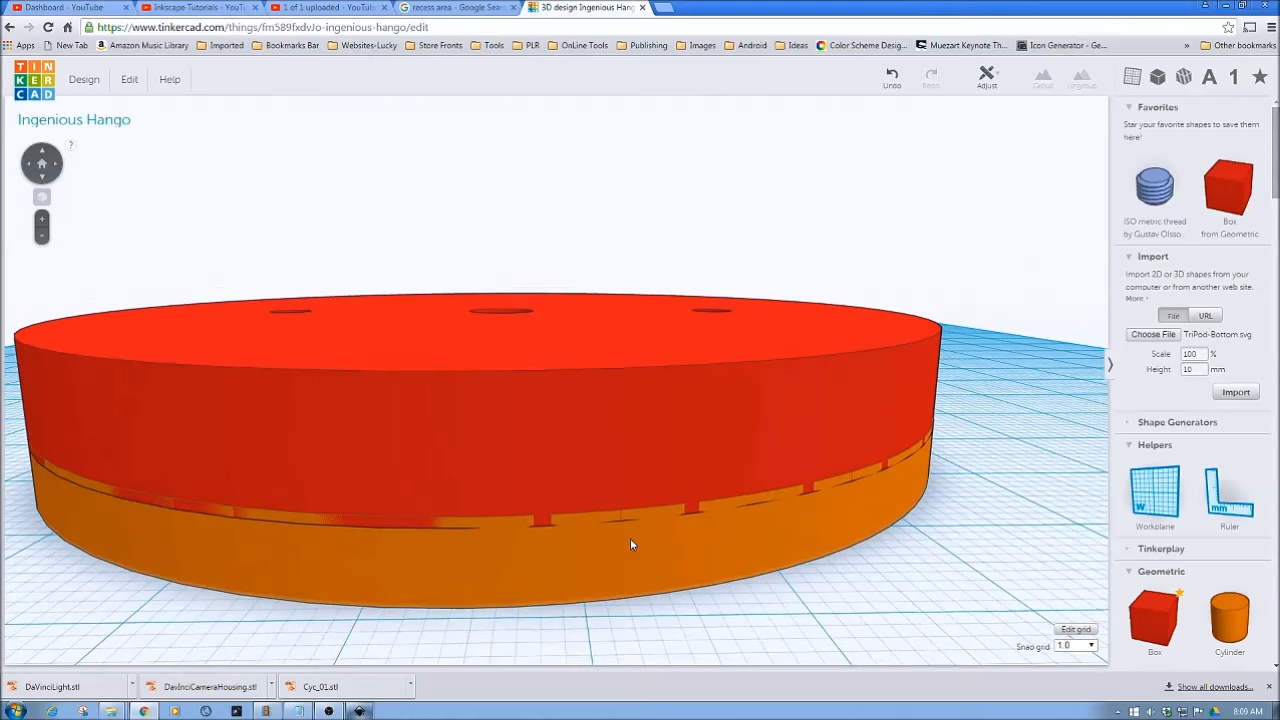 Dashboard - YouTube
Inkscape Tutorials - YouT
1 of 1 uploaded - YouTube
recess area - Google Sear
3D design Ingenious Hang
https://www.tinkercad.com/things/fm589fxdvJo-ingenious-hango/edit
Apps
New Tab
Amazon Music Library
Imported
Bookmarks Bar
Websites-Lucky
Store Fronts
Tools
PLR
OnLine Tools
Publishing
Images
Android
Ideas
Color Scheme Desig...
Muezart Keynote Th...
Icon Generator - Ge...
»
Other bookmarks
TIN
KER
CAD
Design
Edit
Help
Undo
Redo
Adjust
Group
Ungroup
A
1
Ingenious Hango
?
Favorites
Star your favorite shapes to save them
here!
ISO metric thread
by Gustav Olsso...
Box
from Geometric
Import
Import 2D or 3D shapes from your
computer or from another web site.
More
File
URL
Choose File
TriPod-Bottom.svg
Scale
100
%
Height
10
mm
Import
Shape Generators
Helpers
W
mm
Workplane
Ruler
Tinkerplay
Geometric
Box
Cylinder
Edit grid
Snap grid
1.0
DaVinciLight.stl
DavInciCameraHousing.stl
Cyc_01.stl
Show all downloads...
8:09 AM